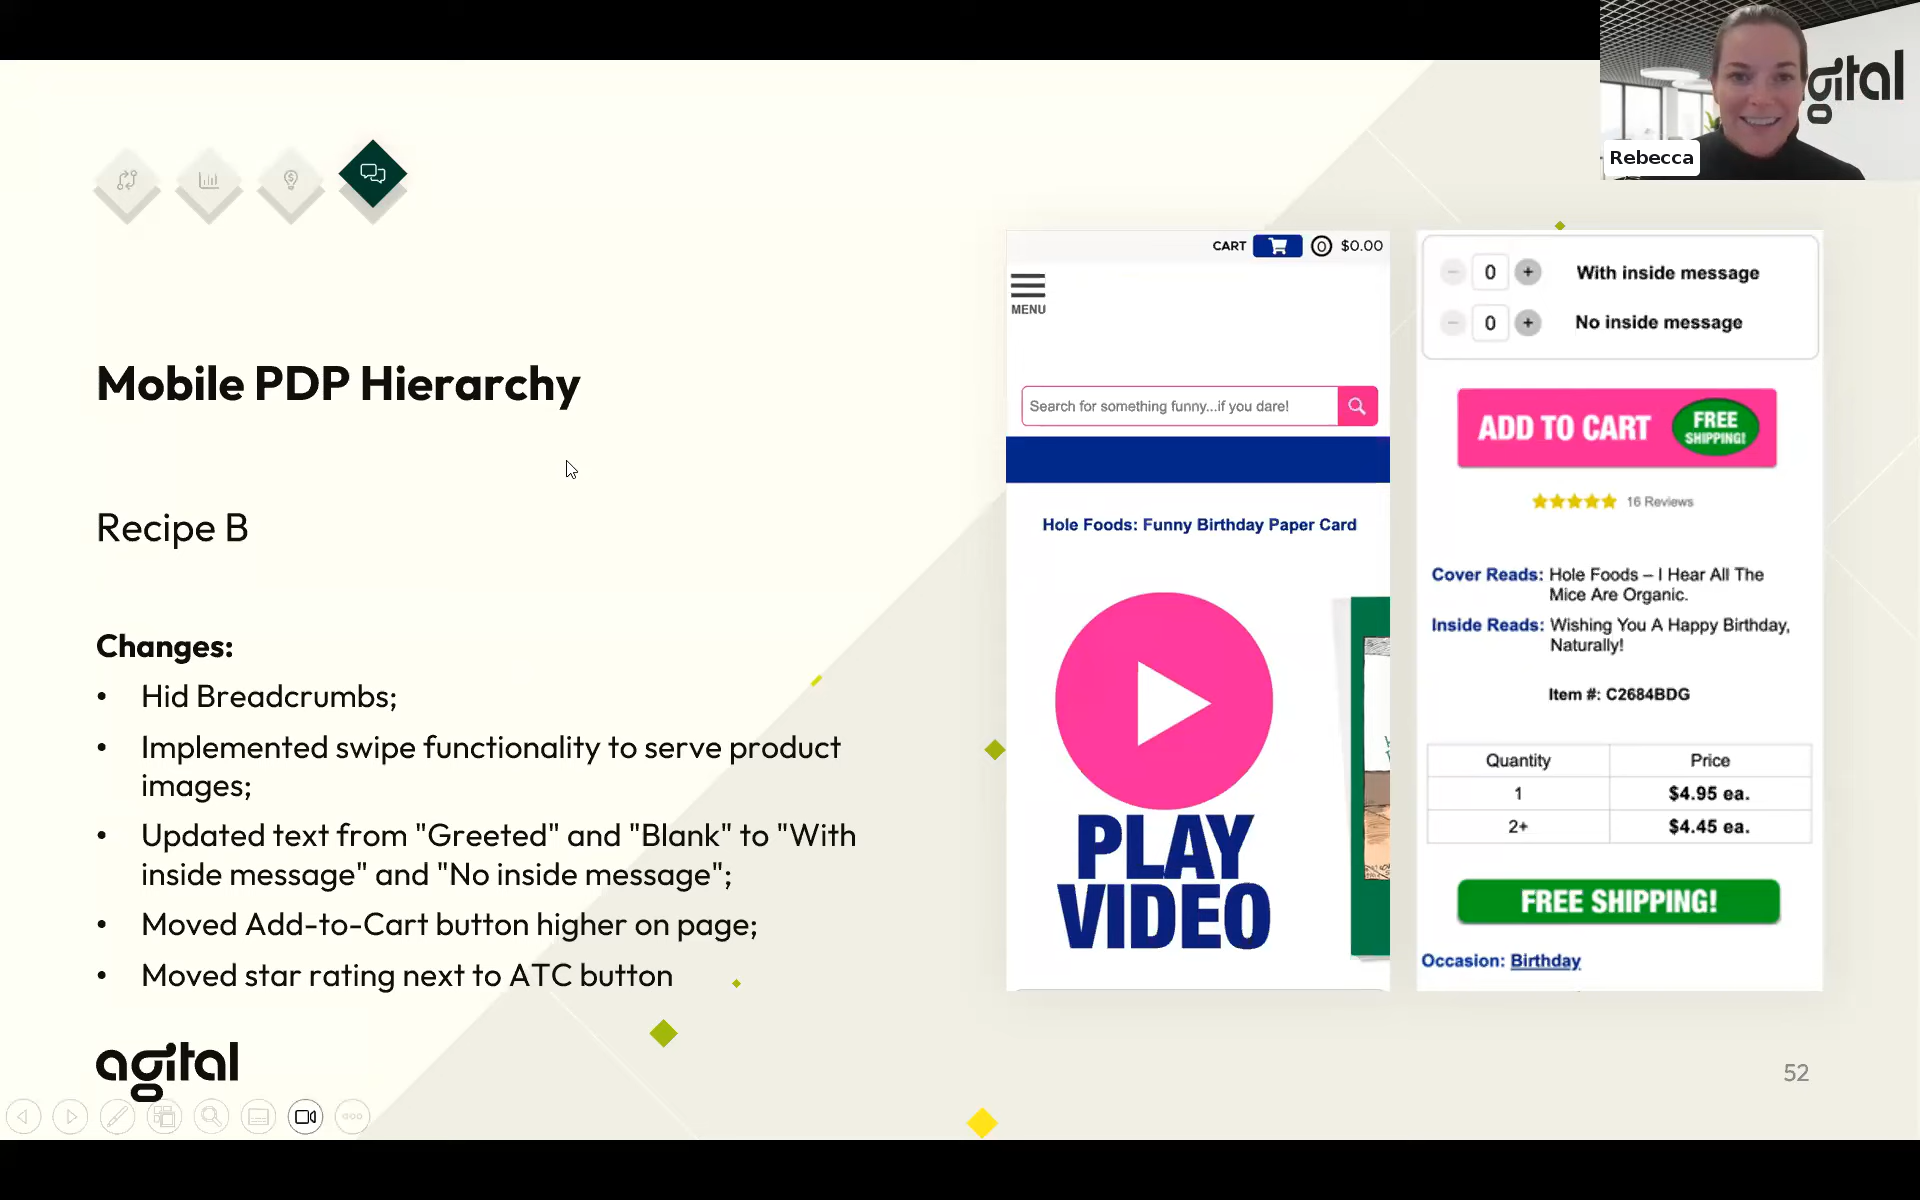 agital
Rebecca
Mobile PDP Hierarchy
Recipe B
Changes:
• Hid Breadcrumbs;
• Implemented swipe functionality to serve product
images;
• Updated text from "Greeted" and "Blank" to "With
inside message" and "No inside message";
• Moved Add-to-Cart button higher on page;
• Moved star rating next to ATC button
agital
CART 0 $0.00
MENU
Search for something funny...if you dare!
Hole Foods: Funny Birthday Paper Card
PLAY
VIDEO
0 With inside message
0 No inside message
ADD TO CART FREE
SHIPPING!
16 Reviews
Cover Reads: Hole Foods – I Hear All The
Mice Are Organic.
Inside Reads: Wishing You A Happy Birthday,
Naturally!
Item #: C2684BDG
Quantity Price
1 $4.95 ea.
2+ $4.45 ea.
FREE SHIPPING!
Occasion: Birthday
52